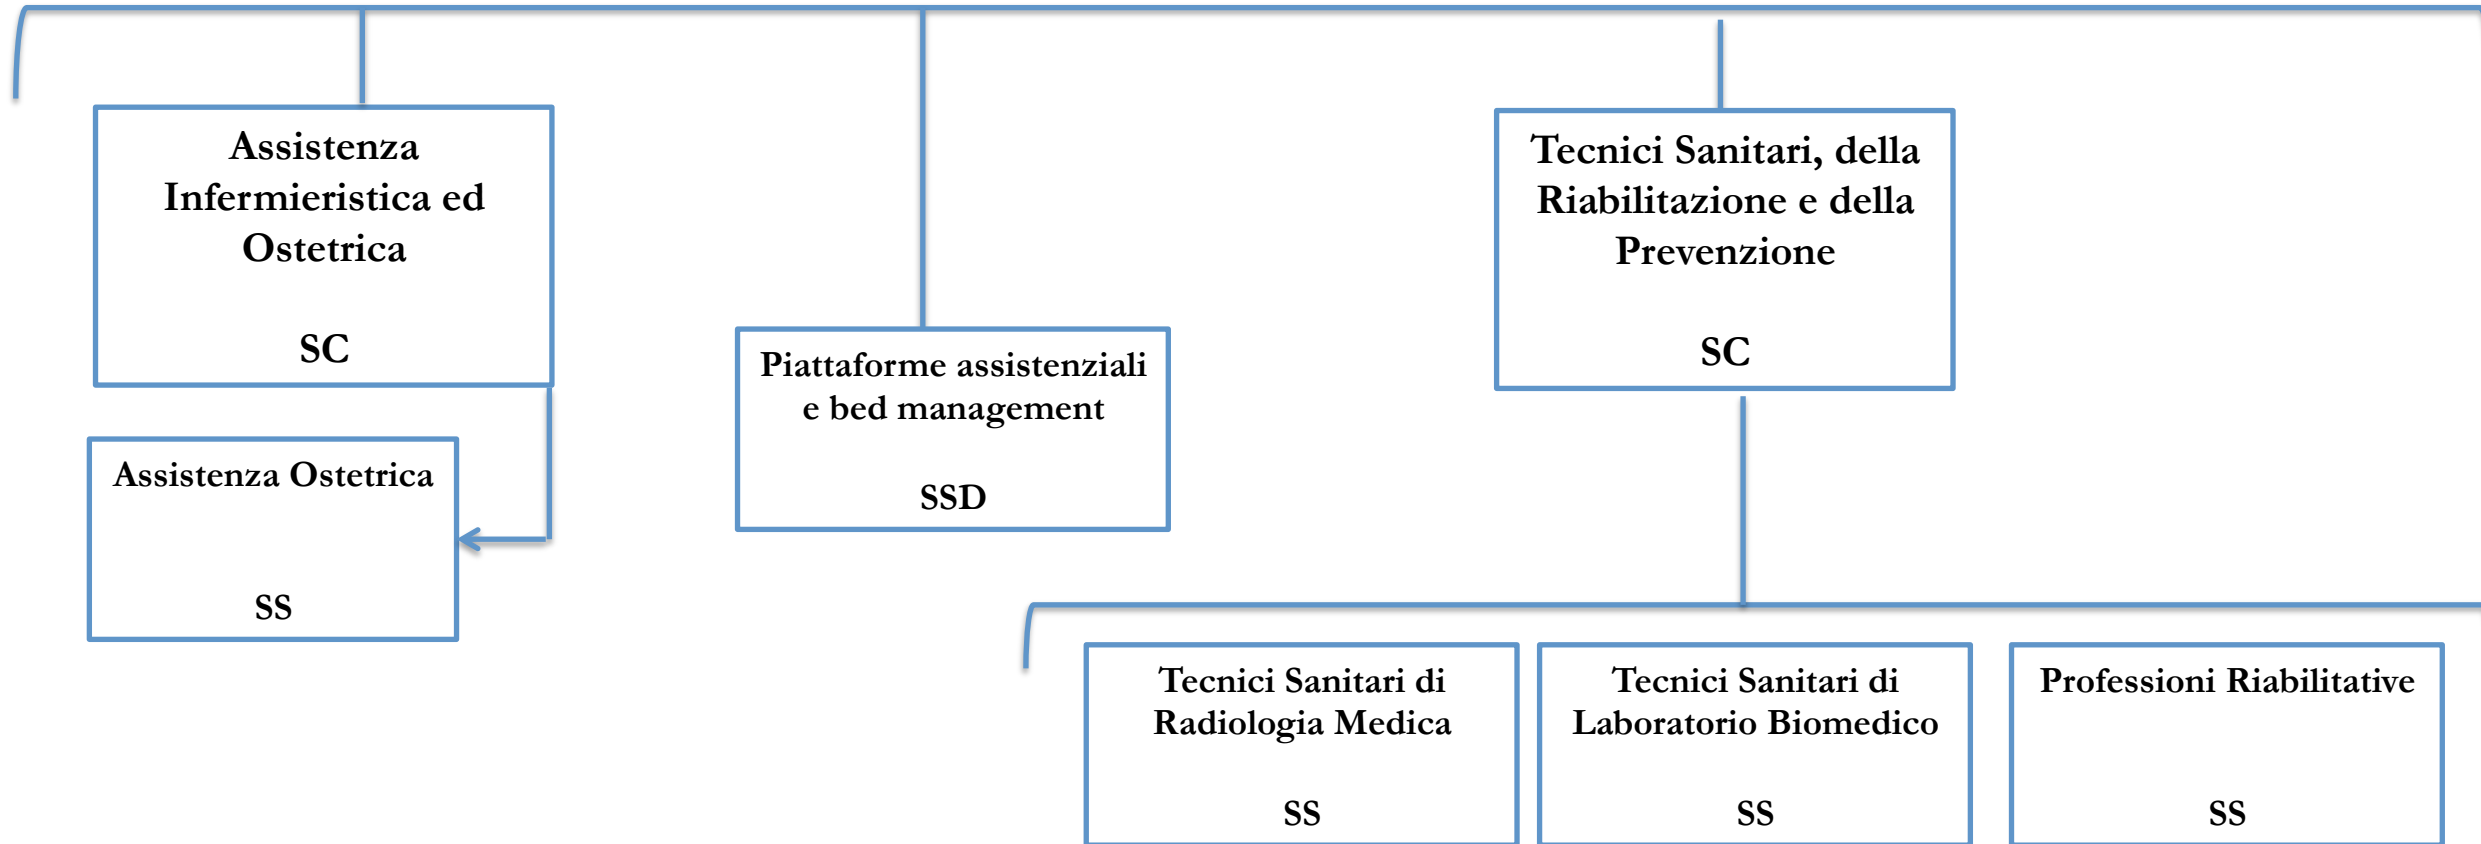 Assistenza
Infermieristica ed
Ostetrica
SC
Tecnici Sanitari, della
Riabilitazione e della
Prevenzione
SC
Piattaforme assistenziali
e bed management
SSD
Assistenza Ostetrica
SS
Tecnici Sanitari di
Radiologia Medica
SS
Tecnici Sanitari di
Laboratorio Biomedico
SS
Professioni Riabilitative
SS